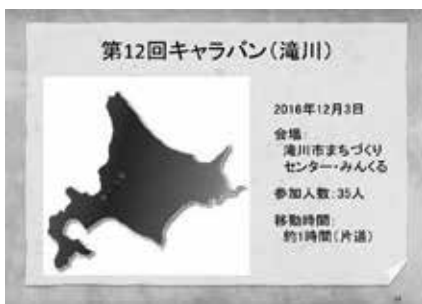 第12回キャラバン(滝川)
2016年12月3日
会場:
滝川市まちづくり
センター・みんくる
参加人数:35人
移動時間:
約1時間(片道)